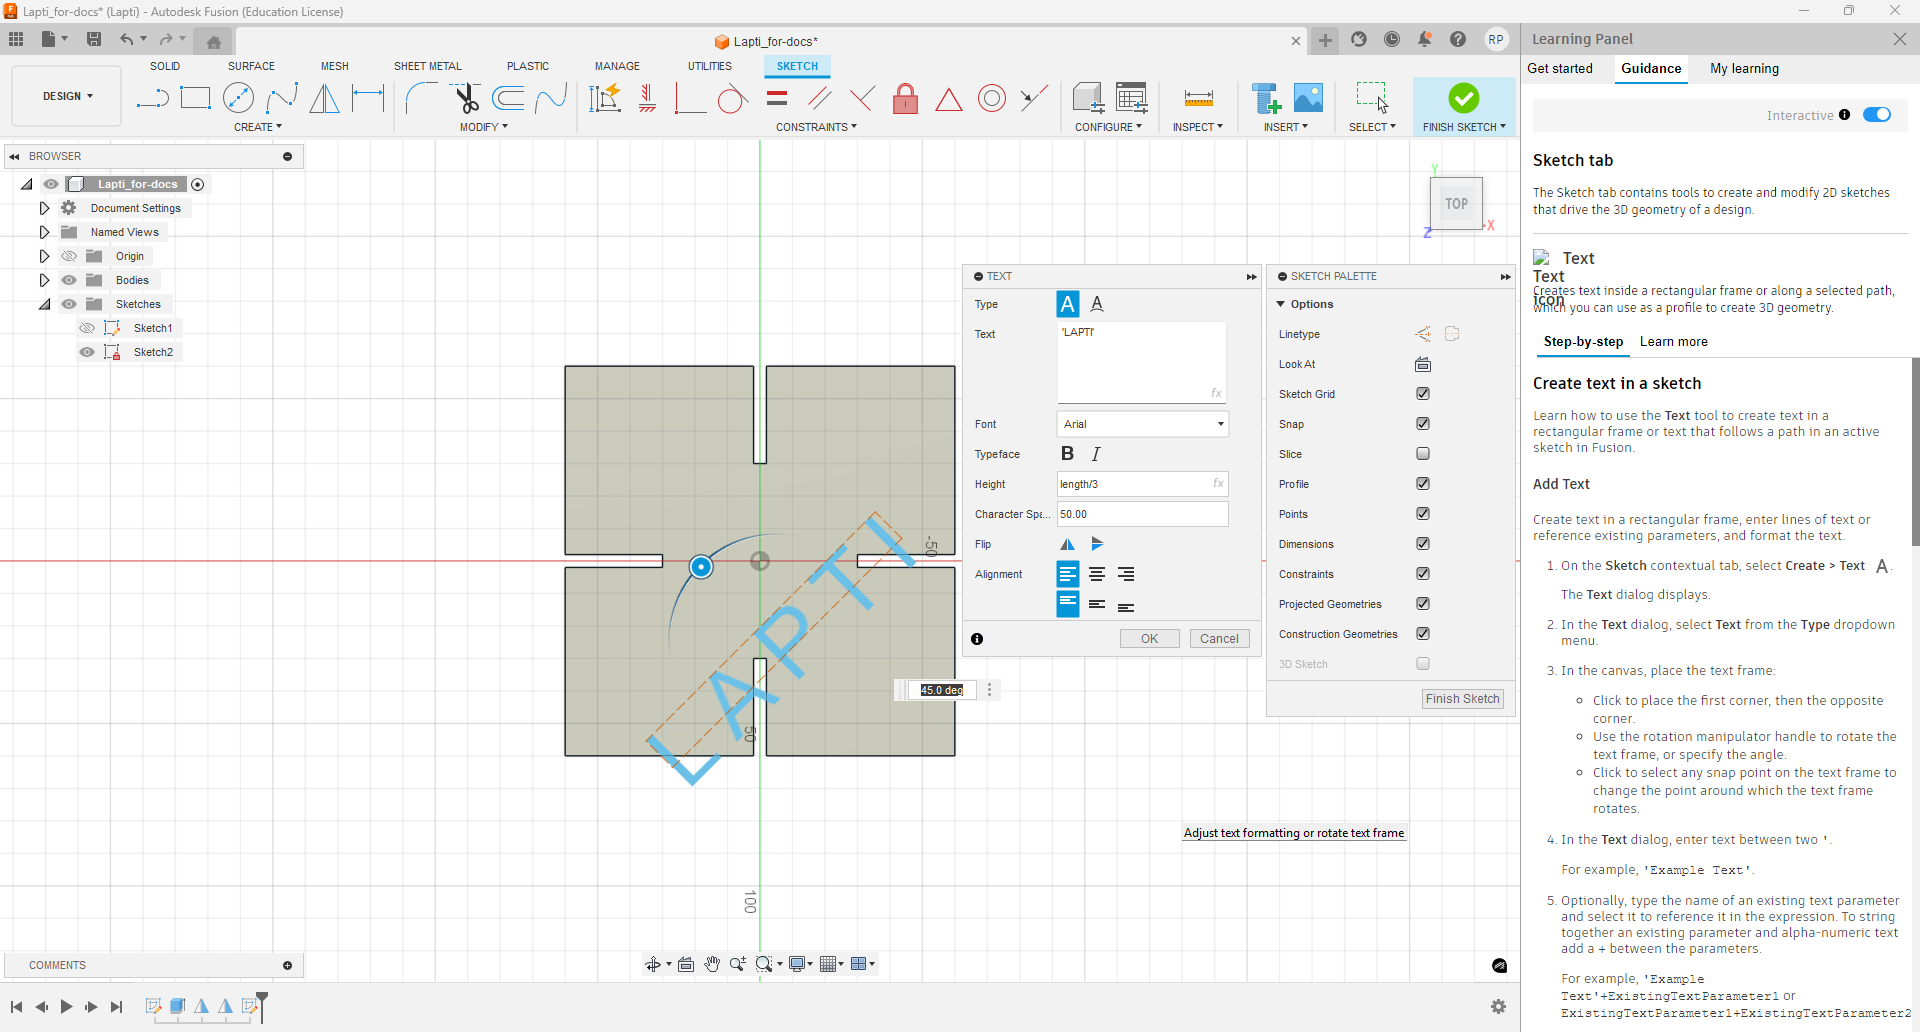 Lapti_for-docs* (Lapti) - Autodesk Fusion (Education License)
Lapti_for-docs*
RP
DESIGN
SOLID
SURFACE
MESH
SHEET METAL
PLASTIC
MANAGE
UTILITIES
SKETCH
CREATE
MODIFY
CONSTRAINTS
CONFIGURE
INSPECT
INSERT
SELECT
FINISH SKETCH
BROWSER
Lapti_for-docs
Document Settings
Named Views
Origin
Bodies
Sketches
Sketch1
Sketch2
TOP
Y
X
Z
LAPTI
-50
50
100
45.0 deg
TEXT
Type
A A
Text
'LAPTI'
fx
Font
Arial
Typeface
B I
Height
length/3
fx
Character Spa...
50.00
Flip
Alignment
OK
Cancel
SKETCH PALETTE
Options
Linetype
Look At
Sketch Grid
Snap
Slice
Profile
Points
Dimensions
Constraints
Projected Geometries
Construction Geometries
3D Sketch
Finish Sketch
Adjust text formatting or rotate text frame
COMMENTS
Learning Panel
Get started
Guidance
My learning
Interactive
Sketch tab
The Sketch tab contains tools to create and modify 2D sketches
that drive the 3D geometry of a design.
Text
icon
Text
Creates text inside a rectangular frame or along a selected path,
which you can use as a profile to create 3D geometry.
Step-by-step
Learn more
Create text in a sketch
Learn how to use the Text tool to create text in a
rectangular frame or text that follows a path in an active
sketch in Fusion.
Add Text
Create text in a rectangular frame, enter lines of text or
reference existing parameters, and format the text.
1. On the Sketch contextual tab, select Create > Text A.
The Text dialog displays.
2. In the Text dialog, select Text from the Type dropdown
menu.
3. In the canvas, place the text frame:
Click to place the first corner, then the opposite
corner.
Use the rotation manipulator handle to rotate the
text frame, or specify the angle.
Click to select any snap point on the text frame to
change the point around which the text frame
rotates.
4. In the Text dialog, enter text between two '.
For example, 'Example Text'.
5. Optionally, type the name of an existing text parameter
and select it to reference it in the expression. To string
together an existing parameter and alpha-numeric text
add a + between the parameters.
For example, 'Example
Text'+ExistingTextParameter1 or
ExistingTextParameter1+ExistingTextParameter2